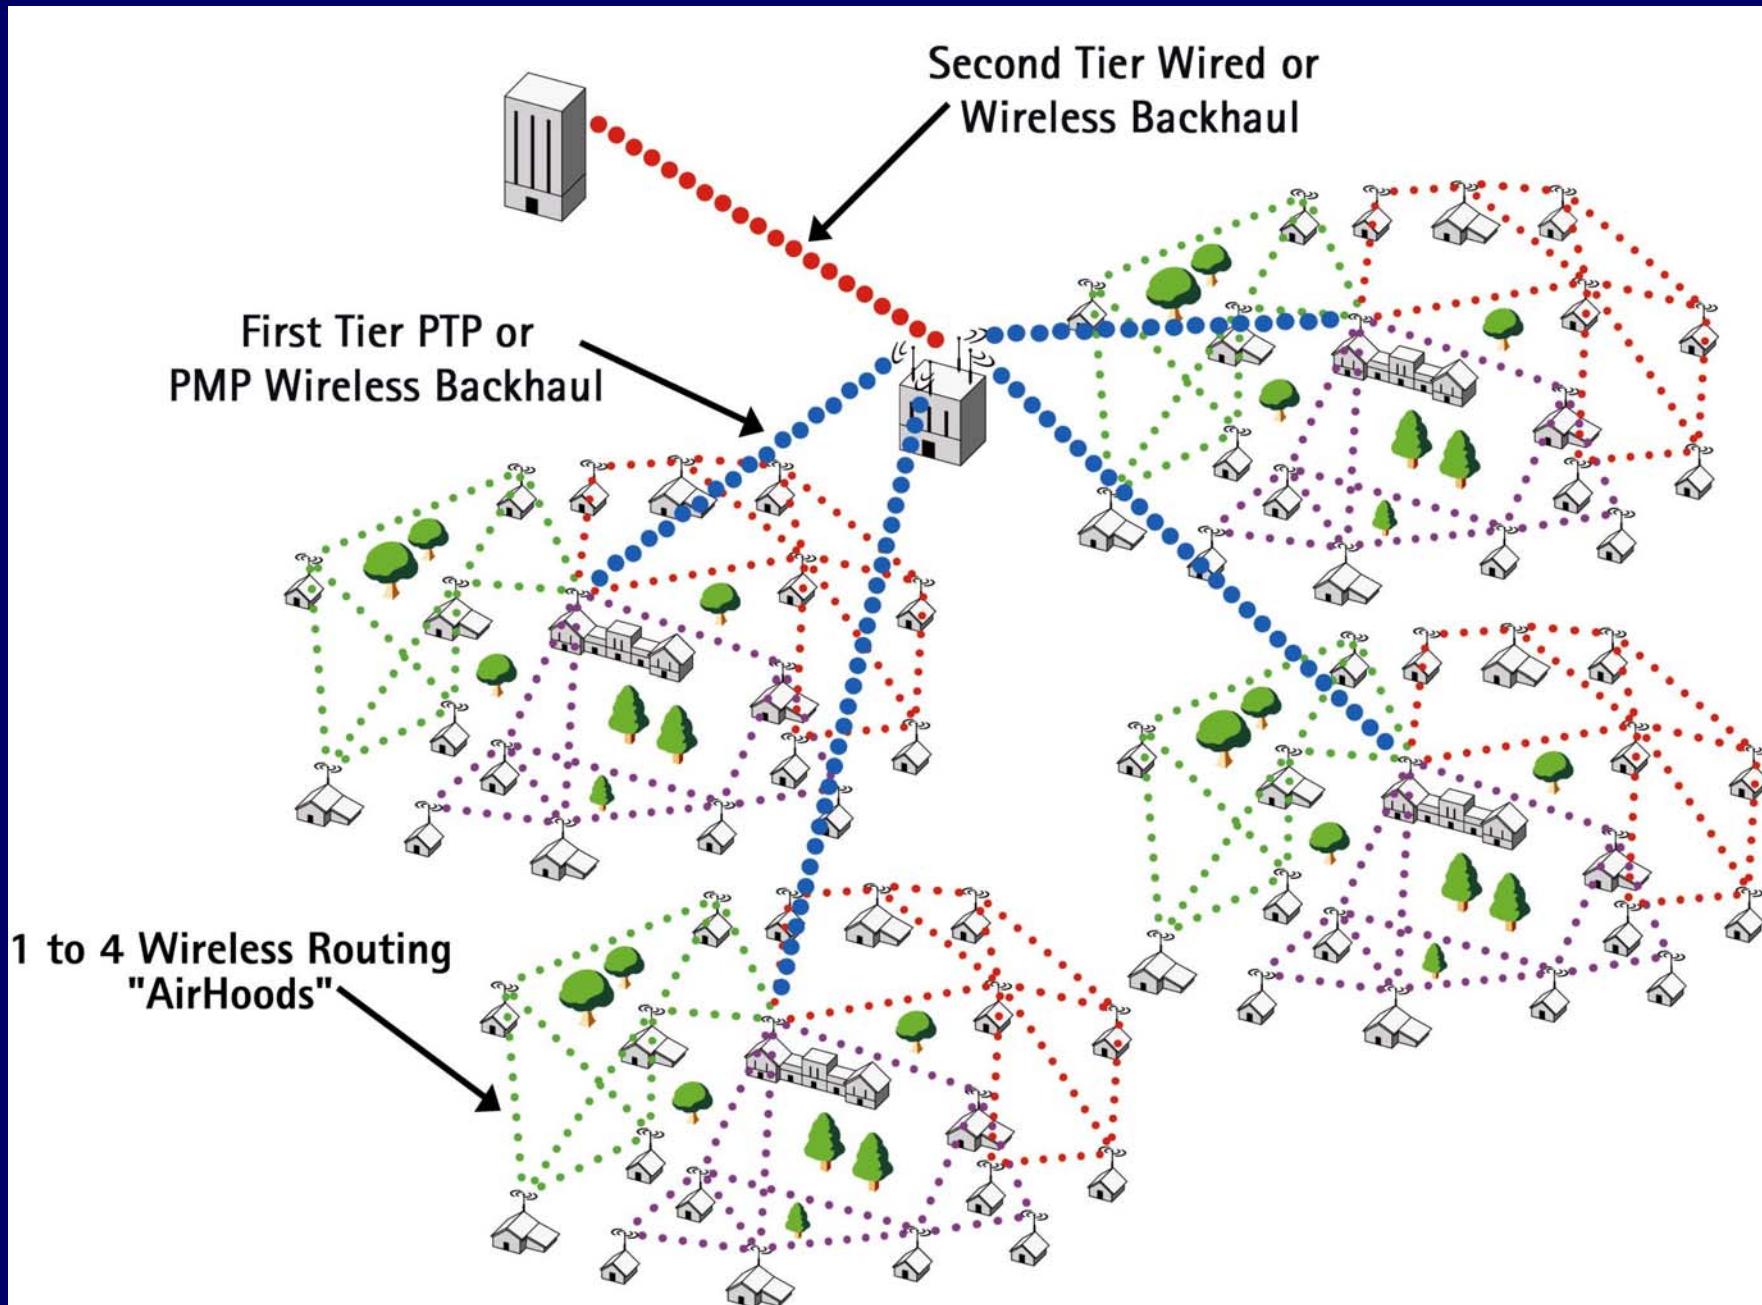 Second Tier Wired or
Wireless Backhaul
First Tier PTP or
PMP Wireless Backhaul
1 to 4 Wireless Routing
"AirHoods"